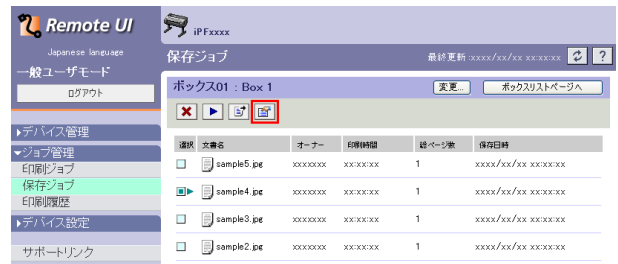 Remote UI
Japanese language
一般ユーザモード
ログアウト
▶デバイス管理
▼ジョブ管理
印刷ジョブ
保存ジョブ
印刷履歴
▶デバイス設定
サポートリンク
iPFxxxx
保存ジョブ
最終更新 :xxxx/xx/xx xx:xx:xx
?
ボックス01 : Box 1
変更...
ボックスリストページへ
選択 文書名 オーナー 印刷時間 総ページ数 保存日時
sample5.jpg xxxxxxx xx:xx:xx 1 xxxx/xx/xx xx:xx:xx
sample4.jpg xxxxxxx xx:xx:xx 1 xxxx/xx/xx xx:xx:xx
sample3.jpg xxxxxxx xx:xx:xx 1 xxxx/xx/xx xx:xx:xx
sample2.jpg xxxxxxx xx:xx:xx 1 xxxx/xx/xx xx:xx:xx